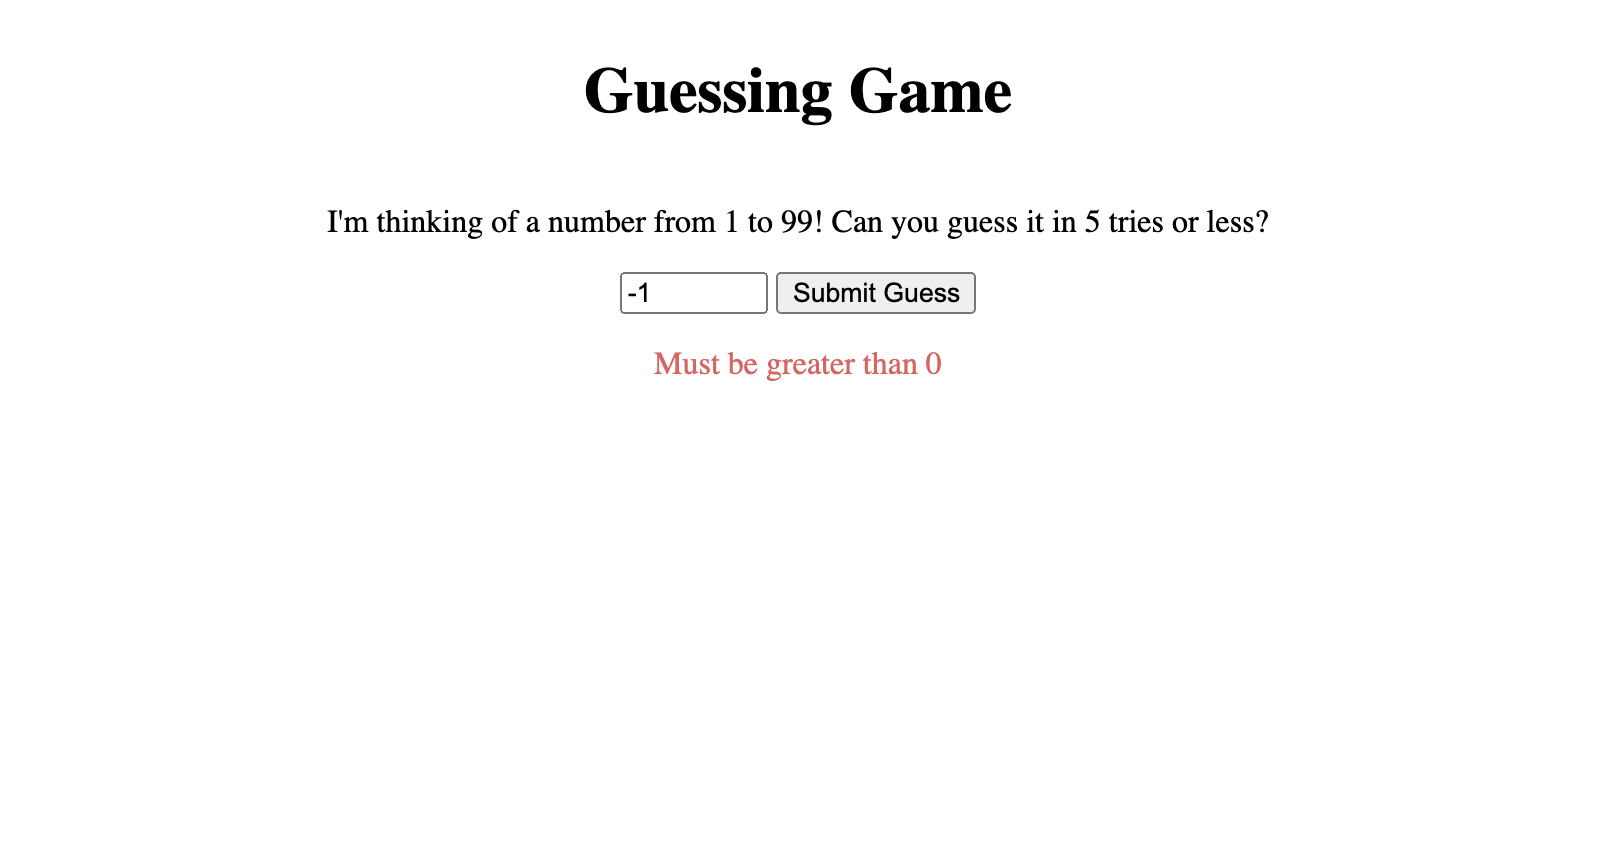 Guessing Game
I'm thinking of a number from 1 to 99! Can you guess it in 5 tries or less?
-1 Submit Guess
Must be greater than 0